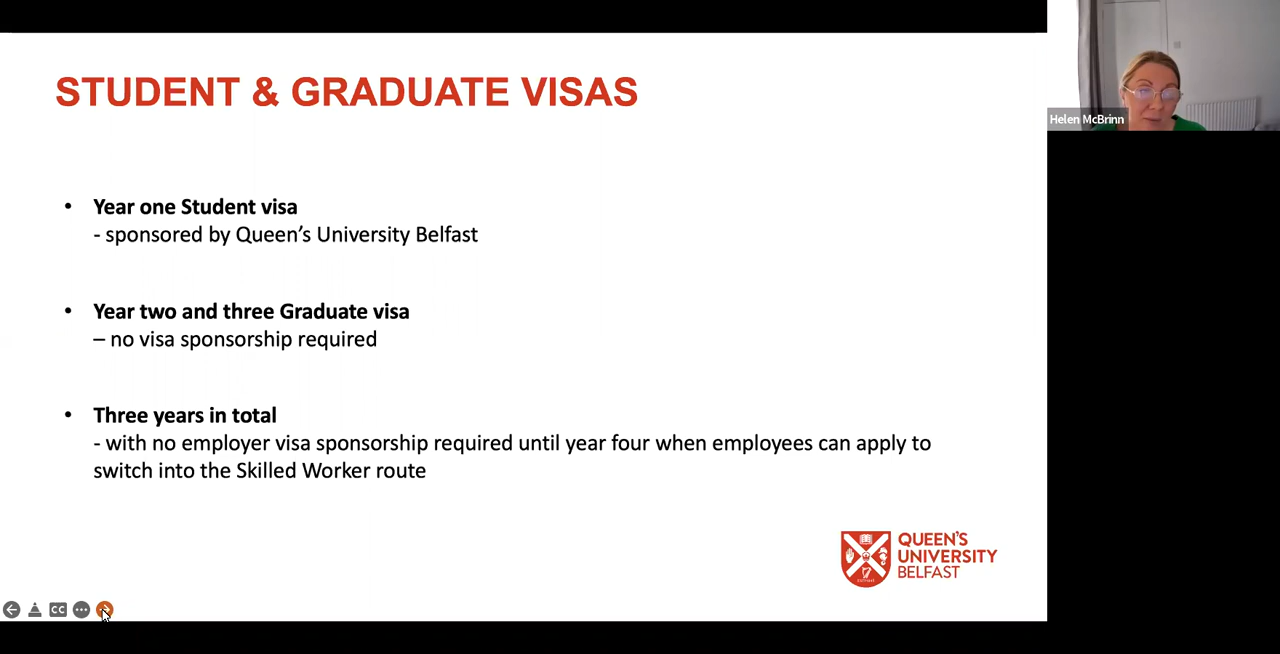 STUDENT & GRADUATE VISAS
Helen McBrinn
• Year one Student visa
- sponsored by Queen’s University Belfast
• Year two and three Graduate visa
– no visa sponsorship required
• Three years in total
- with no employer visa sponsorship required until year four when employees can apply to
switch into the Skilled Worker route
QUEEN’S
UNIVERSITY
BELFAST
CC